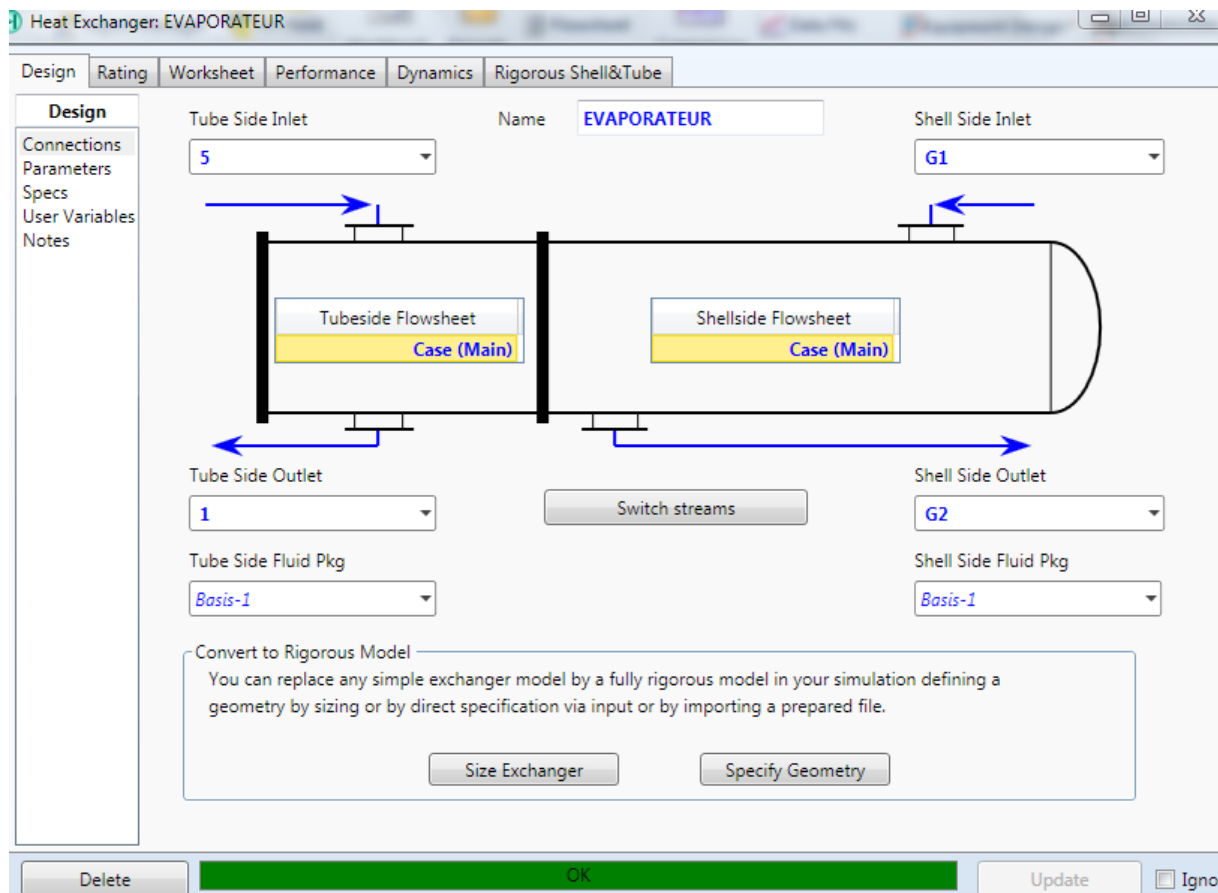 Heat Exchanger: EVAPORATEUR
Design Rating Worksheet Performance Dynamics Rigorous Shell&Tube
Design
Connections
Parameters
Specs
User Variables
Notes
Tube Side Inlet
5
Name EVAPORATEUR
Shell Side Inlet
G1
Tubeside Flowsheet
Case (Main)
Shellside Flowsheet
Case (Main)
Tube Side Outlet
1
Switch streams
Shell Side Outlet
G2
Tube Side Fluid Pkg
Basis-1
Shell Side Fluid Pkg
Basis-1
Convert to Rigorous Model
You can replace any simple exchanger model by a fully rigorous model in your simulation defining a
geometry by sizing or by direct specification via input or by importing a prepared file.
Size Exchanger Specify Geometry
Delete OK Update Igno